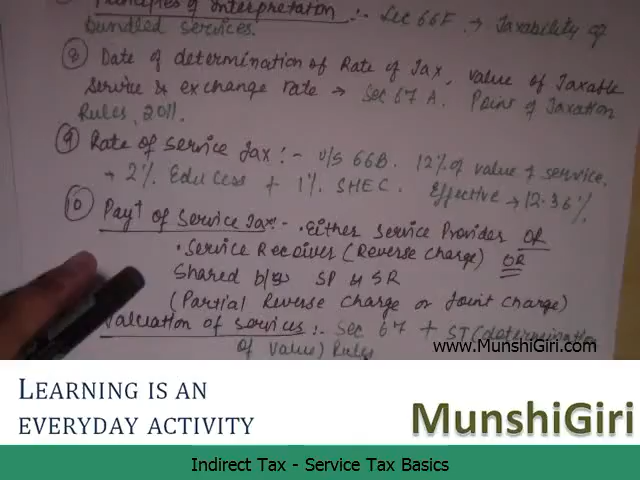 Principles of Interpretation :- Sec 66F. → Taxability of
bundled services.
⑧ Date of determination of Rate of Tax, Value of Taxable
Service & exchange rate → Sec 67 A. Point of Taxation
Rules, 2011.
⑨ Rate of Service Tax :- U/S 66B. 12% of value of service.
+ 2% Edu Cess + 1% SHEC. Effective → 12.36%
⑩ Payt of Service Tax :- • Either Service Provider OR
• Service Receiver (Reverse Charge) OR
Shared b/w SP & SR
(Partial Reverse Charge or Joint Charge)
Valuation of Services :- Sec 67 + ST (determination
of Value) Rules
www.MunshiGiri.com
LEARNING IS AN
EVERYDAY ACTIVITY
MunshiGiri
Indirect Tax - Service Tax Basics